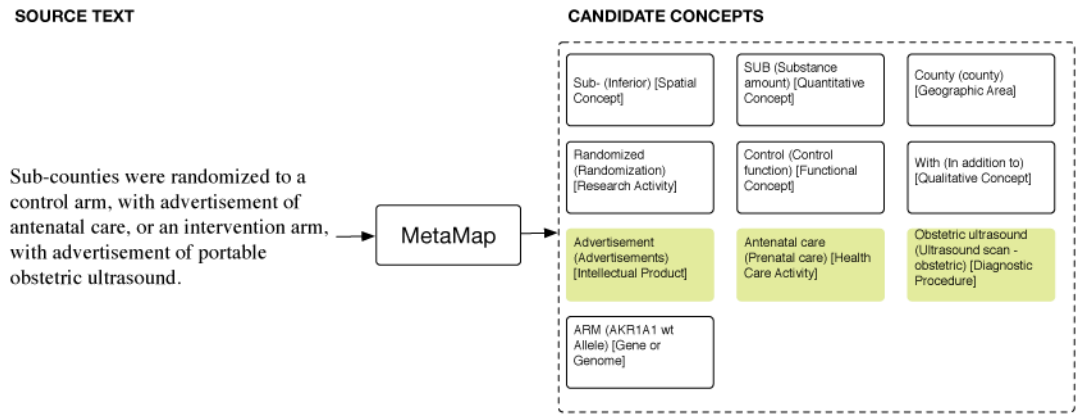 SOURCE TEXT
CANDIDATE CONCEPTS
Sub-counties were randomized to a
control arm, with advertisement of
antenatal care, or an intervention arm,
with advertisement of portable
obstetric ultrasound.
MetaMap
Sub- (Inferior) [Spatial
Concept]
SUB (Substance
amount) [Quantitative
Concept]
County (county)
[Geographic Area]
Randomized
(Randomization)
[Research Activity]
Control (Control
function) [Functional
Concept]
With (In addition to)
[Qualitative Concept]
Advertisement
(Advertisements)
[Intellectual Product]
Antenatal care
(Prenatal care) [Health
Care Activity]
Obstetric ultrasound
(Ultrasound scan -
obstetric) [Diagnostic
Procedure]
ARM (AKR1A1 wt
Allele) [Gene or
Genome]